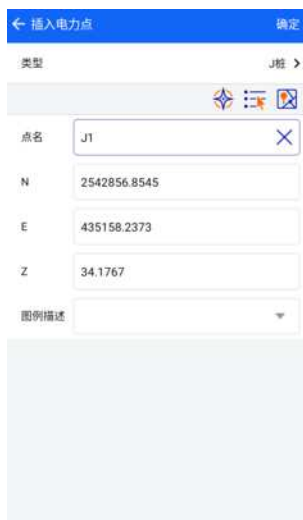 插入电力点 确定
类型 J桩
点名 J1
N 2542856.8545
E 435158.2373
Z 34.1767
图例描述